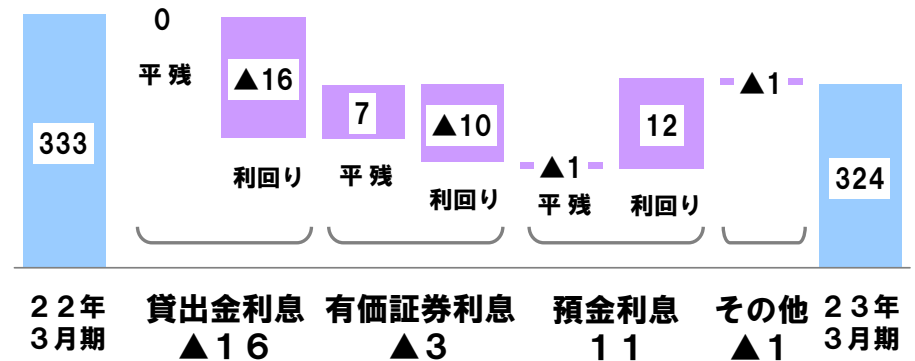 333
0
平残
▲16
利回り
7
平残
▲10
利回り
▲1
平残
12
利回り
▲1
324
22年
3月期
貸出金利息
▲16
有価証券利息
▲3
預金利息
11
その他
▲1
23年
3月期